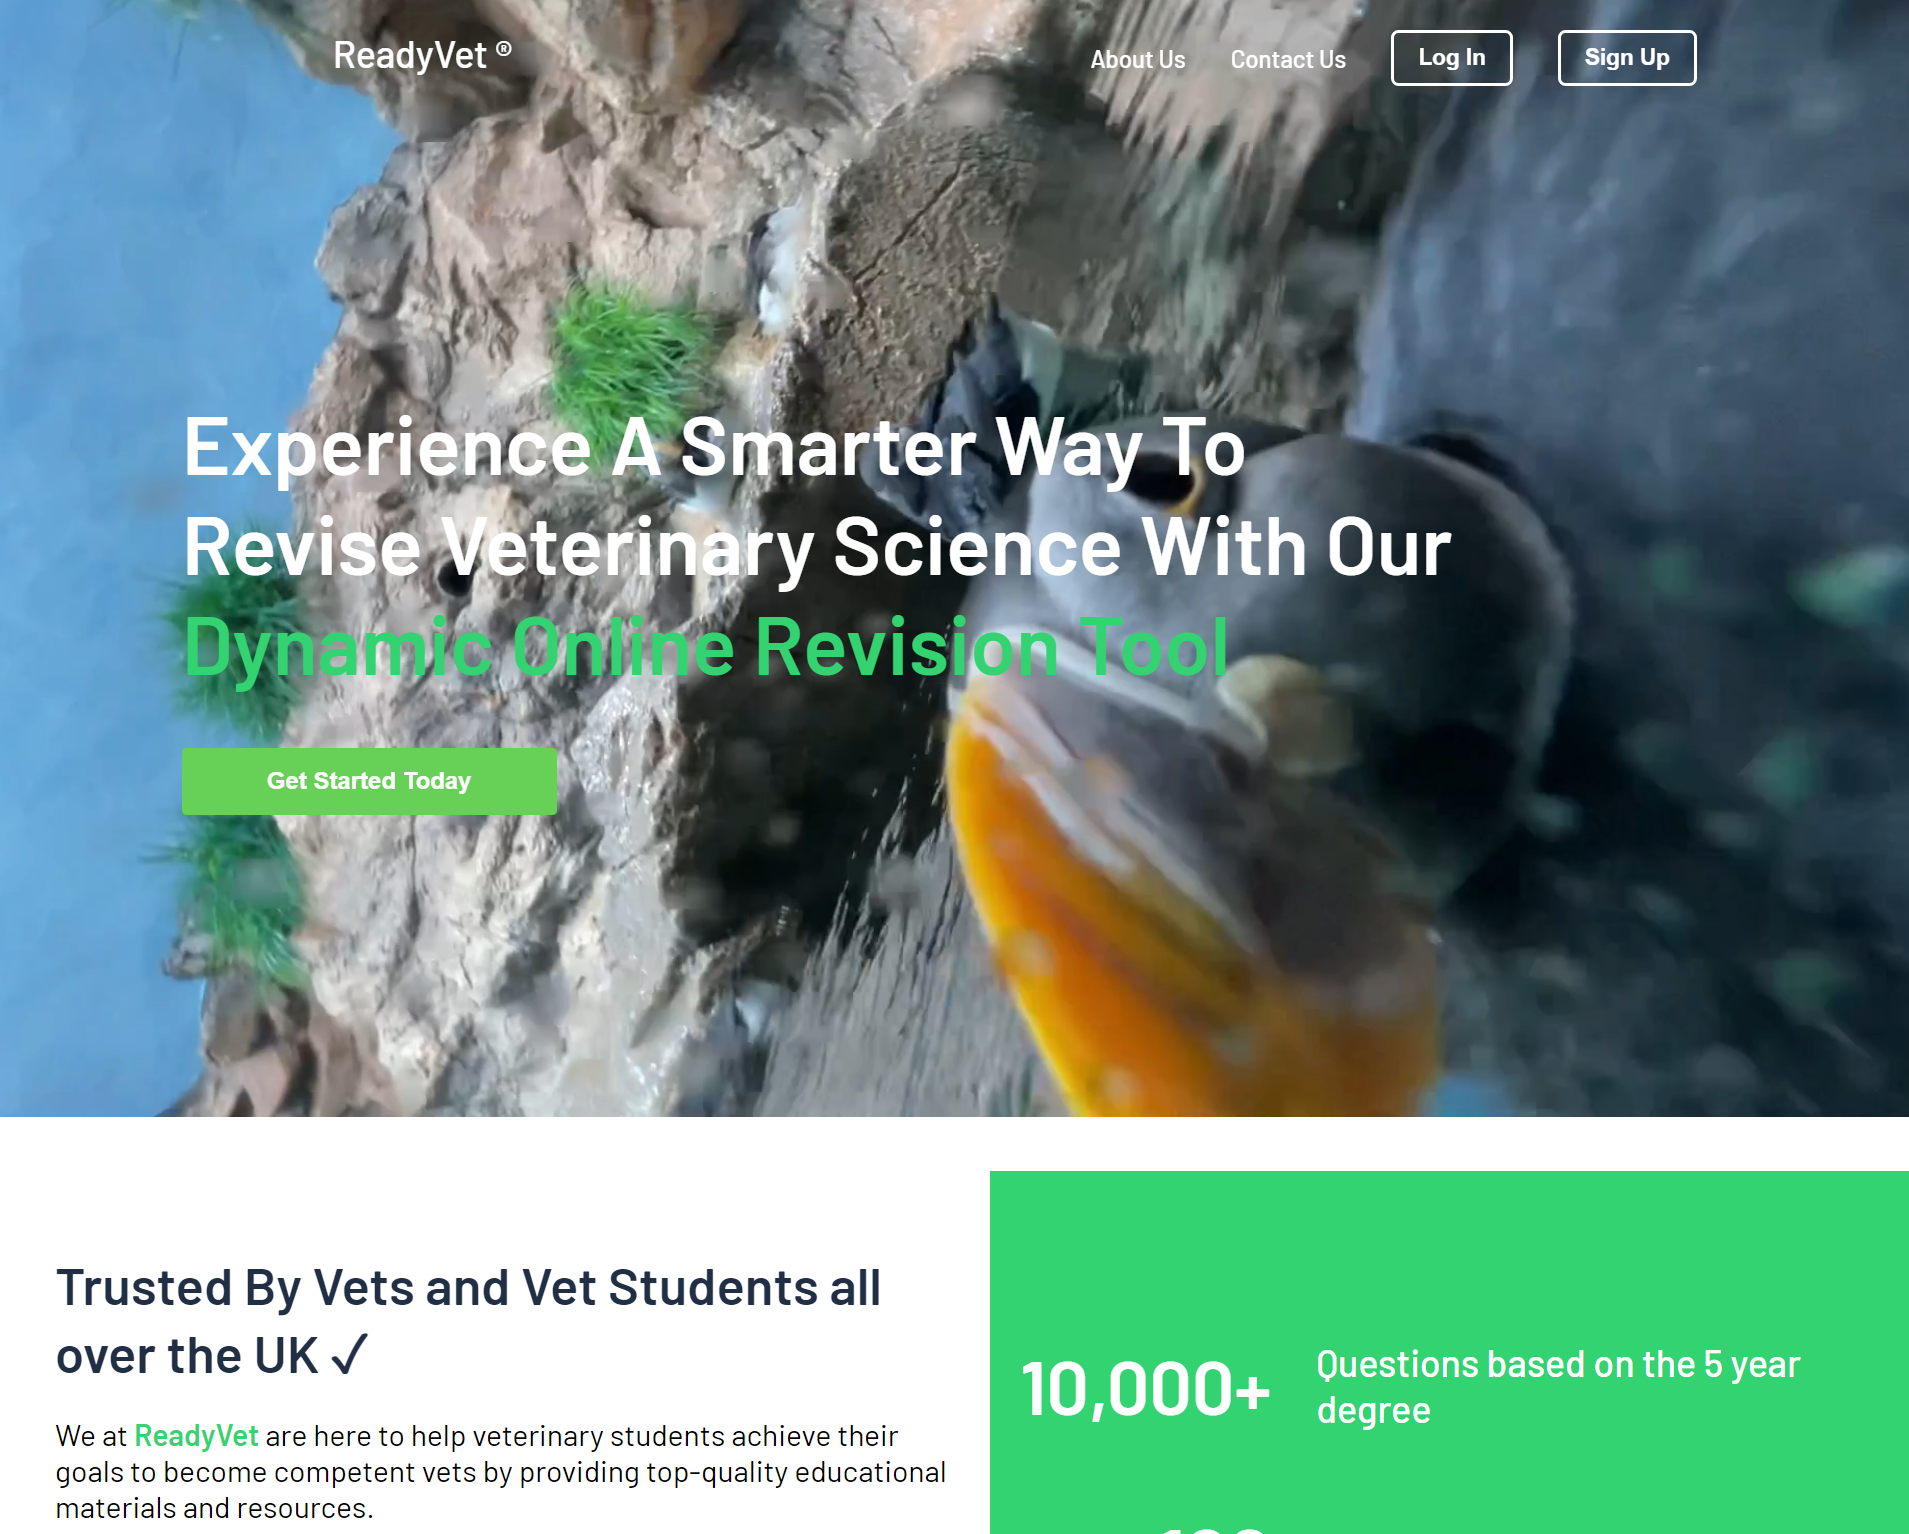 ReadyVet ®
About Us
Contact Us
Log In
Sign Up
Experience A Smarter Way To
Revise Veterinary Science With Our
Dynamic Online Revision Tool
Get Started Today
Trusted By Vets and Vet Students all
over the UK ✓
We at ReadyVet are here to help veterinary students achieve their
goals to become competent vets by providing top-quality educational
materials and resources.
10,000+
Questions based on the 5 year
degree